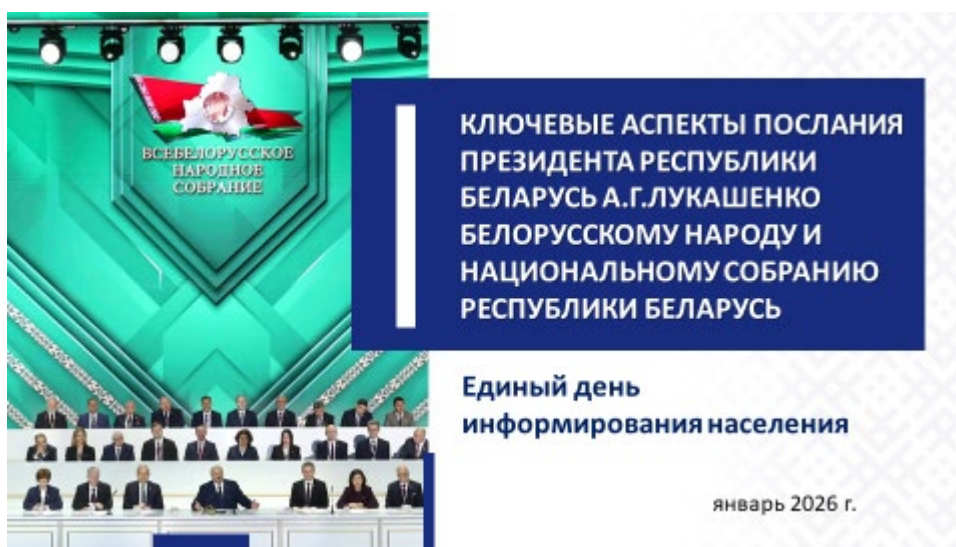 ВСЕБЕЛОРУССКОЕ
НАРОДНОЕ
СОБРАНИЕ
КЛЮЧЕВЫЕ АСПЕКТЫ ПОСЛАНИЯ
ПРЕЗИДЕНТА РЕСПУБЛИКИ
БЕЛАРУСЬ А.Г.ЛУКАШЕНКО
БЕЛОРУССКОМУ НАРОДУ И
НАЦИОНАЛЬНОМУ СОБРАНИЮ
РЕСПУБЛИКИ БЕЛАРУСЬ
Единый день
информирования населения
январь 2026 г.